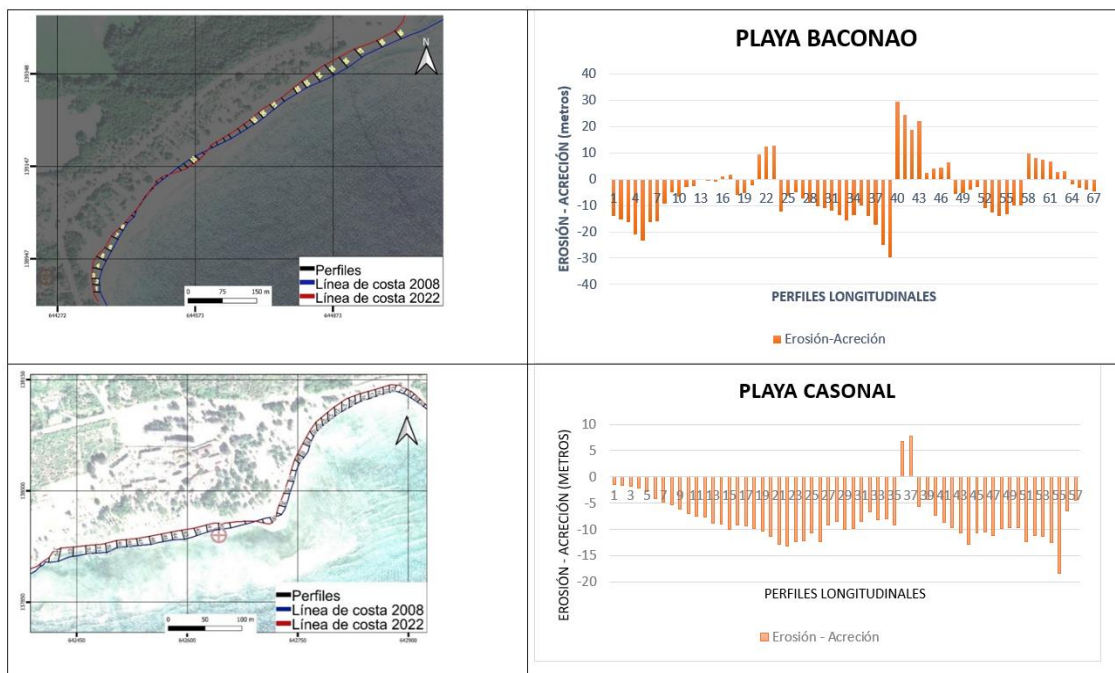 N
139348
139147
138947
Perfiles
Línea de costa 2008
Línea de costa 2022
0 75 150 m
644272 644573 644873
PLAYA BACONAO
EROSIÓN - ACRECIÓN (metros)
40
30
20
10
0
-10
-20
-30
-40
1 4 7 10 13 16 19 22 25 28 31 34 37 40 43 46 49 52 55 58 61 64 67
PERFILES LONGITUDINALES
Erosión-Acreción
Perfiles
Línea de costa 2008
Línea de costa 2022
0 50 100 m
642450 642600 642750 642900
PLAYA CASONAL
EROSIÓN - ACRECIÓN (METROS)
10
5
0
-5
-10
-15
-20
1 3 5 7 9 11 13 15 17 19 21 23 25 27 29 31 33 35 37 39 41 43 45 47 49 51 53 55 57
PERFILES LONGITUDINALES
Erosión - Acreción